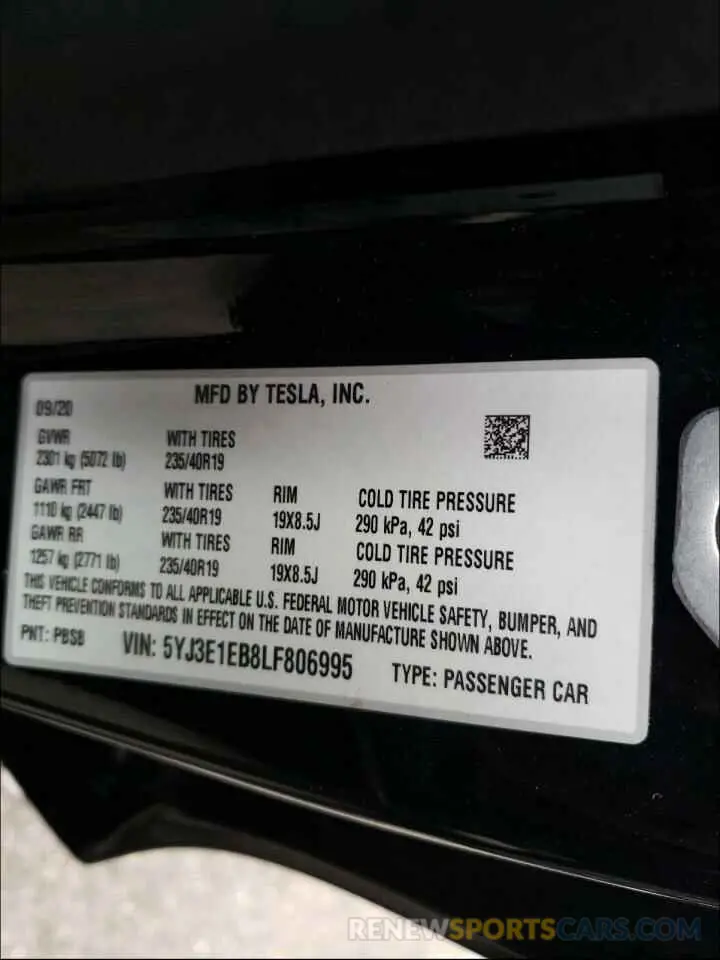 MFD BY TESLA, INC.
09/20
GVWR WITH TIRES
2301 kg (5072 lb) 235/40R19
GAWR FRT WITH TIRES RIM COLD TIRE PRESSURE
1110 kg (2447 lb) 235/40R19 19X8.5J 290 kPa, 42 psi
GAWR RR WITH TIRES RIM COLD TIRE PRESSURE
1257 kg (2771 lb) 235/40R19 19X8.5J 290 kPa, 42 psi
THIS VEHICLE CONFORMS TO ALL APPLICABLE U.S. FEDERAL MOTOR VEHICLE SAFETY, BUMPER, AND
THEFT PREVENTION STANDARDS IN EFFECT ON THE DATE OF MANUFACTURE SHOWN ABOVE.
PNT: PBSB VIN: 5YJ3E1EB8LF806995 TYPE: PASSENGER CAR
RENEWSPORTSCARS.COM